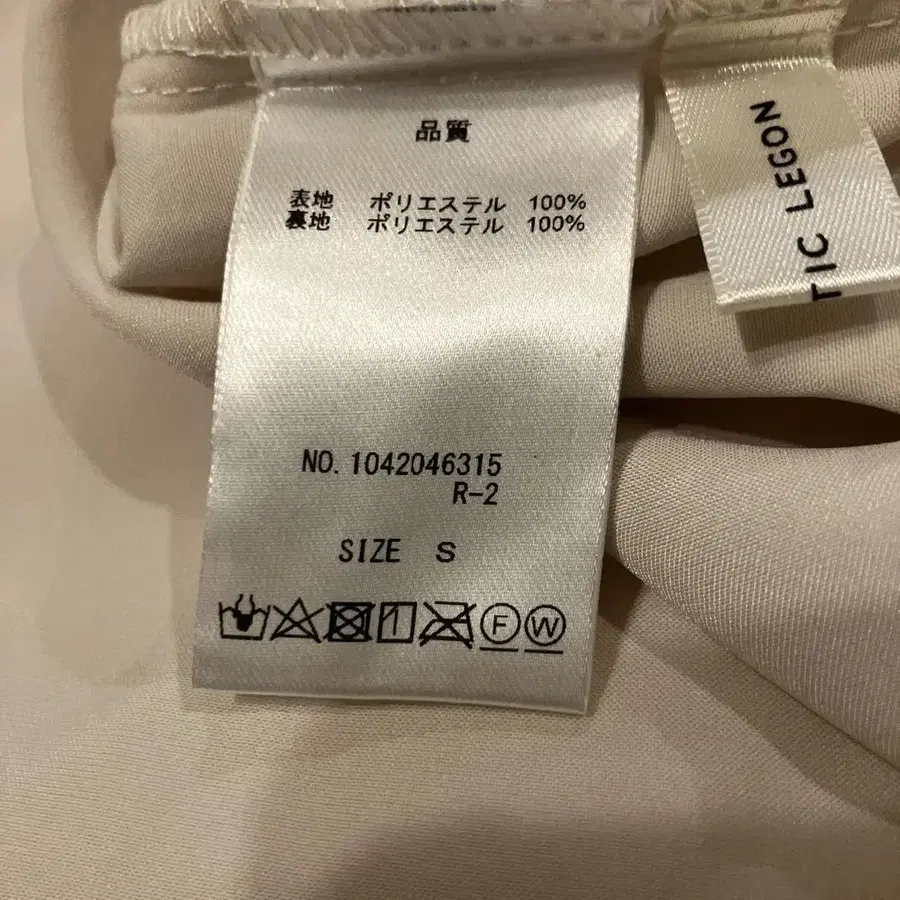 品質
表地 ポリエステル 100%
裏地 ポリエステル 100%
NO. 1042046315
R-2
SIZE S
F W
TIC LEGON